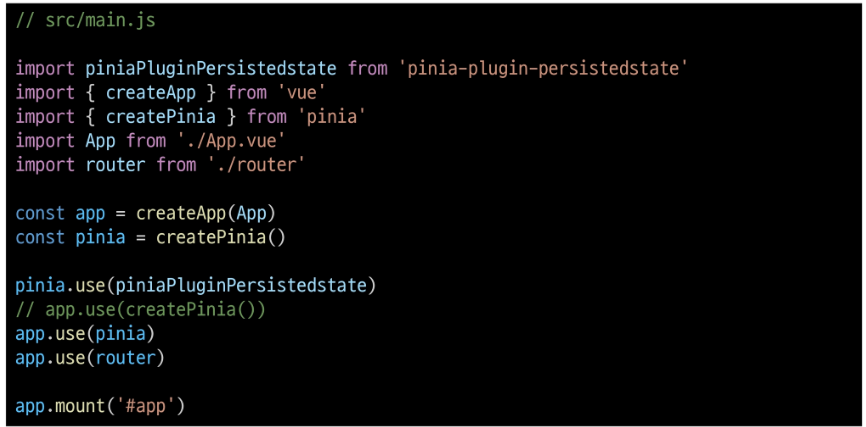 // src/main.js
import piniaPluginPersistedstate from 'pinia-plugin-persistedstate'
import { createApp } from 'vue'
import { createPinia } from 'pinia'
import App from './App.vue'
import router from './router'
const app = createApp(App)
const pinia = createPinia()
pinia.use(piniaPluginPersistedstate)
// app.use(createPinia())
app.use(pinia)
app.use(router)
app.mount('#app')